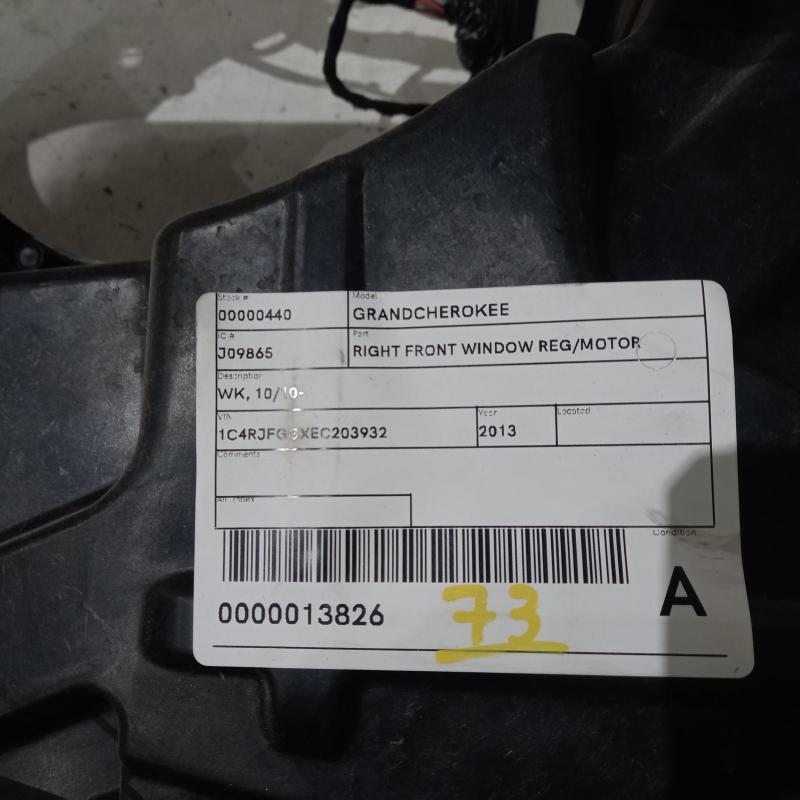 Stock #
Model
00000440
GRANDCHEROKEE
IC #
Part
J09865
RIGHT FRONT WINDOW REG/MOTOR
Description
WK, 10/10-
VIN
Year
Located
2013
Comments
Condition
A
0000013826
73